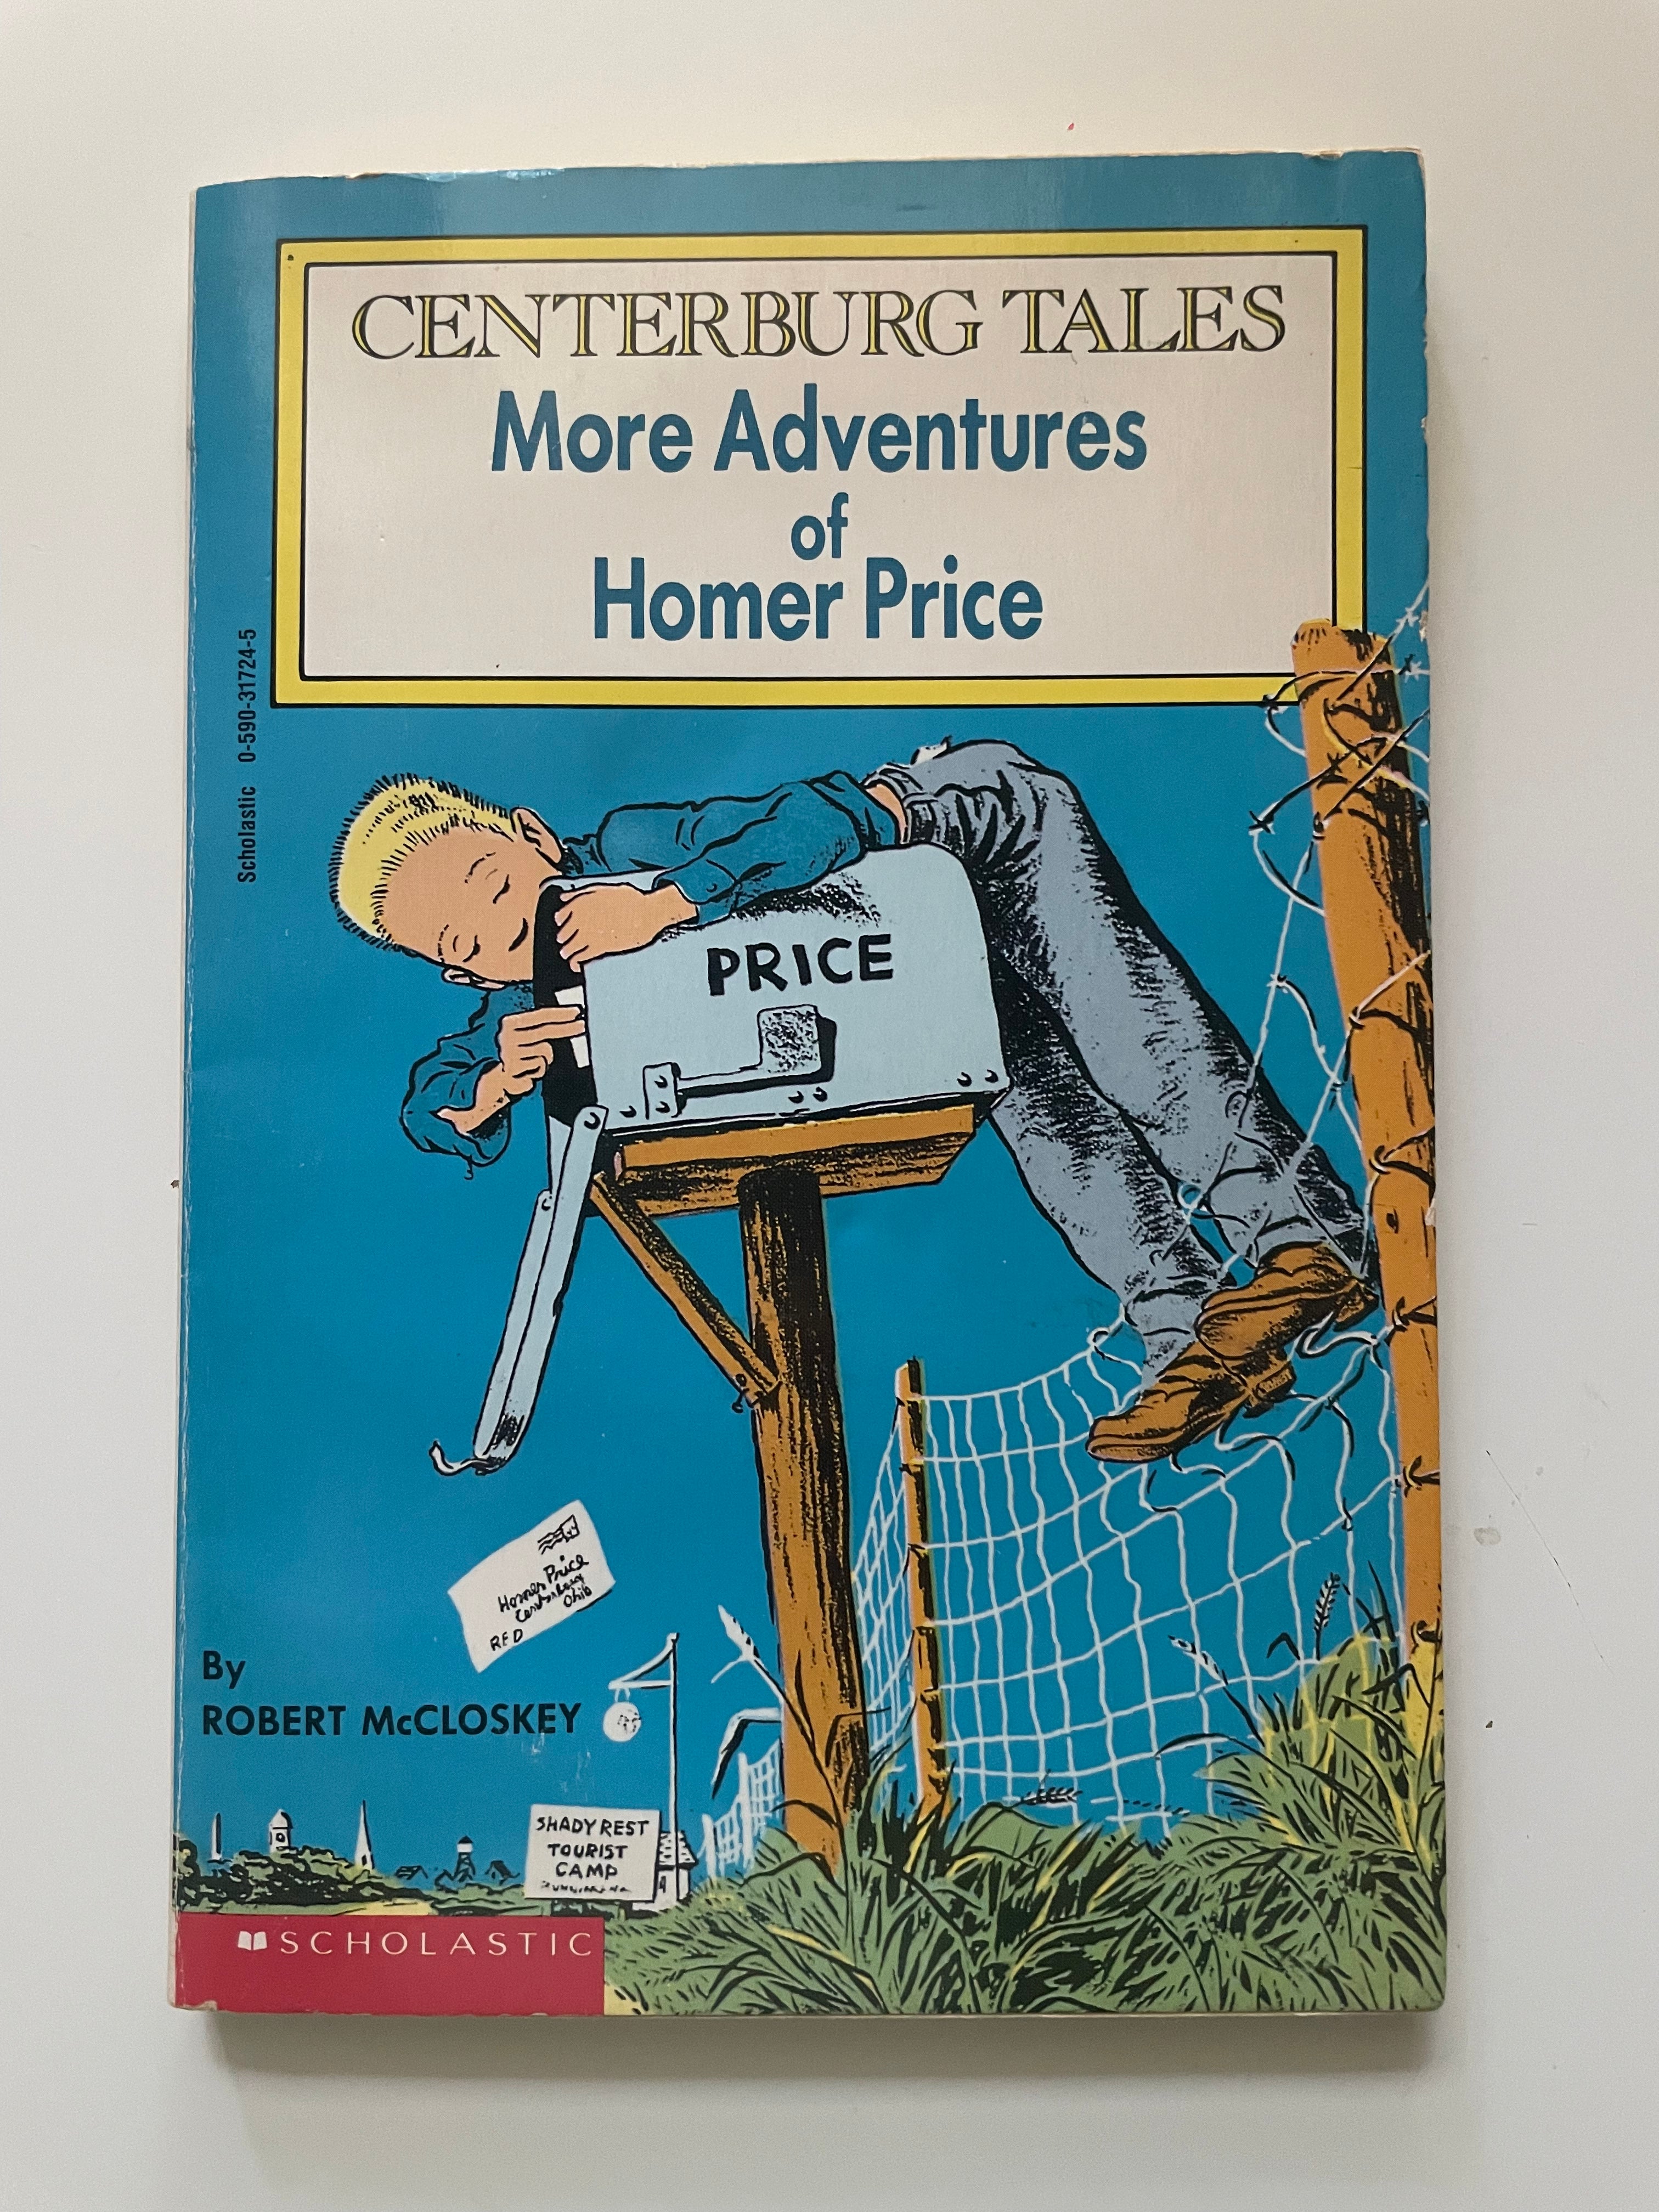 CENTERBURG TALES
More Adventures
of
Homer Price
Scholastic 0-590-31724-5
PRICE
Homer Price
Centerburg
Ohio
RFD
By
ROBERT McCLOSKEY
SHADY REST
TOURIST
CAMP
SCHOLASTIC